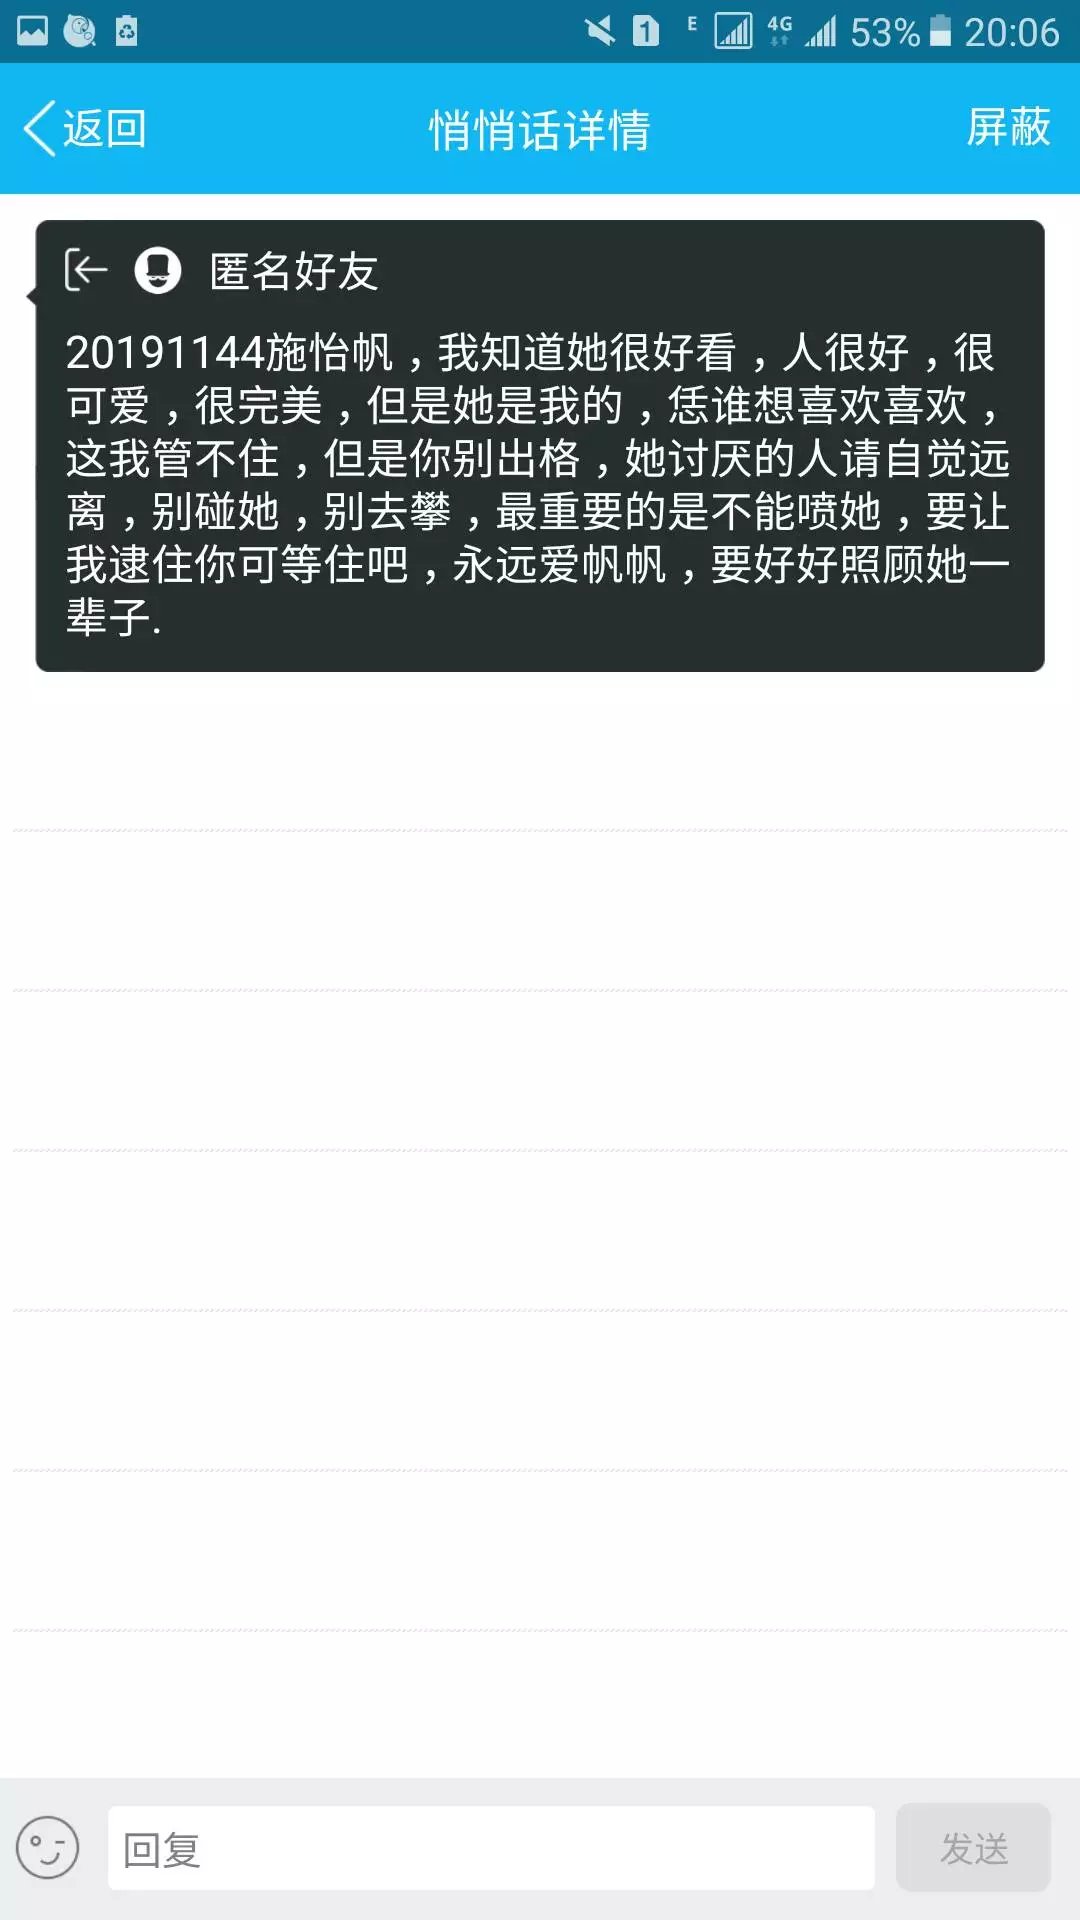 1 E 4G 53% 20:06
返回 悄悄话详情 屏蔽
匿名好友
20191144施怡帆，我知道她很好看，人很好，很
可爱，很完美，但是她是我的，恁谁想喜欢喜欢，
这我管不住，但是你别出格，她讨厌的人请自觉远
离，别碰她，别去攀，最重要的是不能喷她，要让
我逮住你可等住吧，永远爱帆帆，要好好照顾她一
辈子.
回复 发送